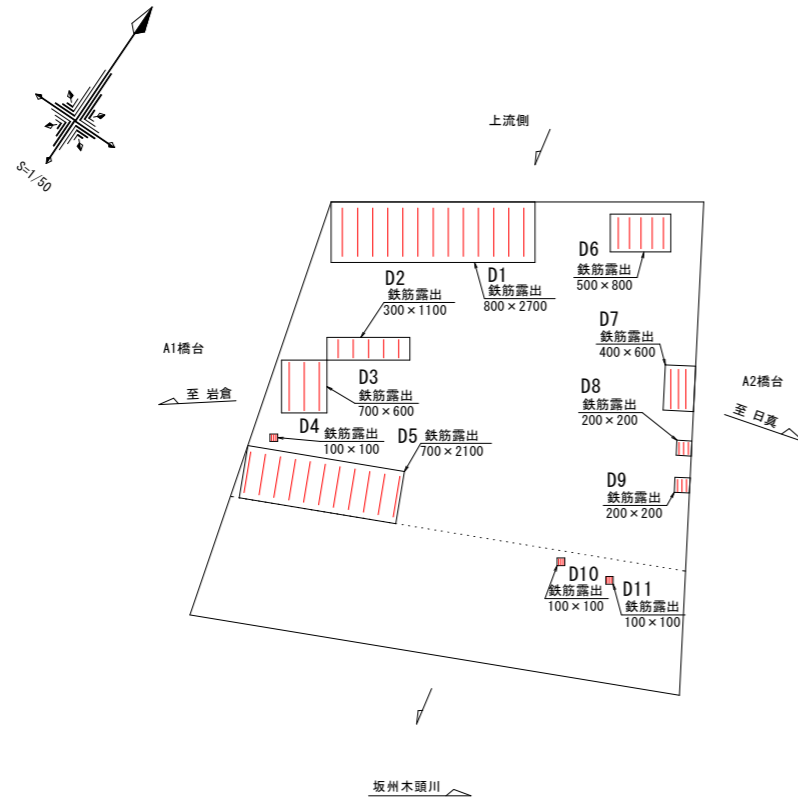 S=1/50
上流側
D1
鉄筋露出
800×2700
D6
鉄筋露出
500×800
D2
鉄筋露出
300×1100
A1橋台
至 岩倉
D3
鉄筋露出
700×600
D7
鉄筋露出
400×600
A2橋台
至 日真
D8
鉄筋露出
200×200
D4
鉄筋露出
100×100
D5
鉄筋露出
700×2100
D9
鉄筋露出
200×200
D10
鉄筋露出
100×100
D11
鉄筋露出
100×100
坂州木頭川